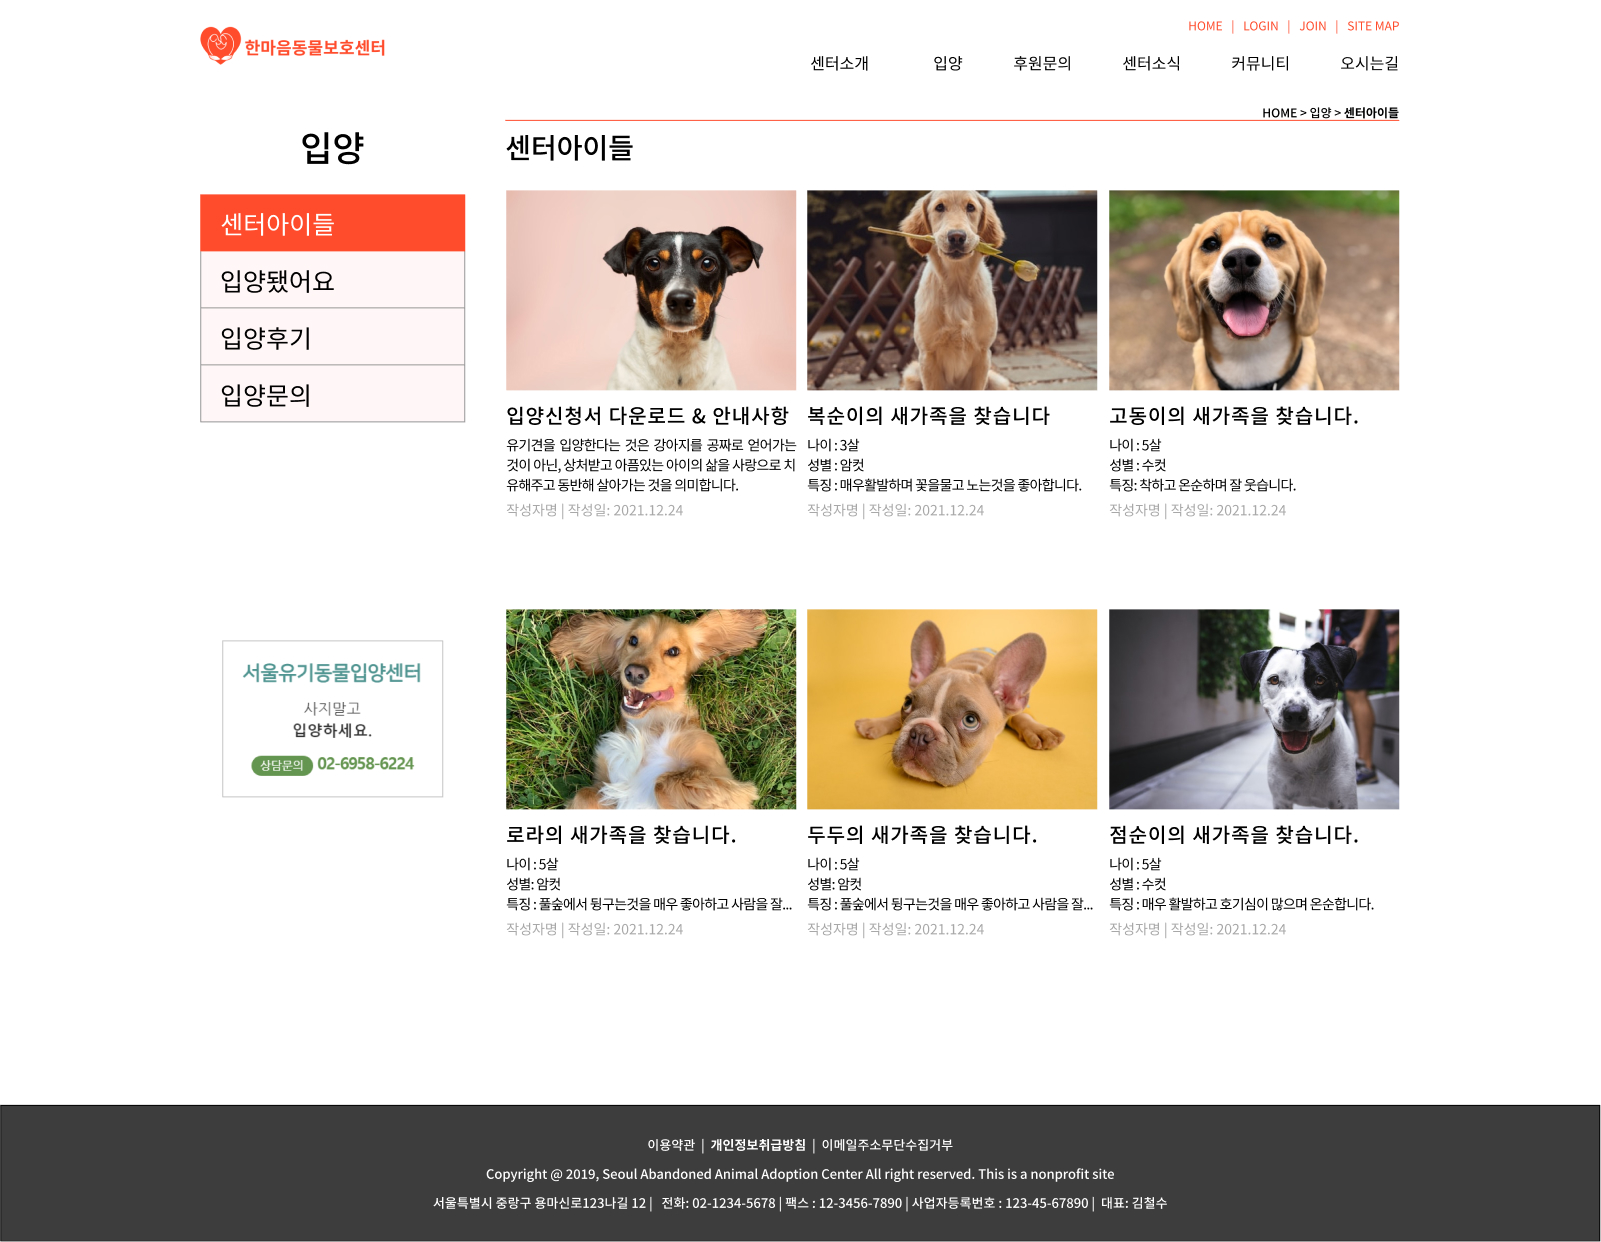 한마음동물보호센터
HOME | LOGIN | JOIN | SITE MAP
센터소개 입양 후원문의 센터소식 커뮤니티 오시는길
HOME > 입양 > 센터아이들
입양
센터아이들
입양됐어요
입양후기
입양문의
서울유기동물입양센터
사지말고
입양하세요.
상담문의 02-6958-6224
센터아이들
입양신청서 다운로드 & 안내사항
유기견을 입양한다는 것은 강아지를 공짜로 얻어가는
것이 아닌, 상처받고 아픔있는 아이의 삶을 사랑으로 치
유해주고 동반해 살아가는 것을 의미합니다.
작성자명 | 작성일: 2021.12.24
복순이의 새가족을 찾습니다
나이 : 3살
성별 : 암컷
특징 : 매우활발하며 꽃을물고 노는것을 좋아합니다.
작성자명 | 작성일: 2021.12.24
고동이의 새가족을 찾습니다.
나이 : 5살
성별 : 수컷
특징: 착하고 온순하며 잘 웃습니다.
작성자명 | 작성일: 2021.12.24
로라의 새가족을 찾습니다.
나이 : 5살
성별: 암컷
특징 : 풀숲에서 뒹구는것을 매우 좋아하고 사람을 잘...
작성자명 | 작성일: 2021.12.24
두두의 새가족을 찾습니다.
나이 : 5살
성별: 암컷
특징 : 풀숲에서 뒹구는것을 매우 좋아하고 사람을 잘...
작성자명 | 작성일: 2021.12.24
점순이의 새가족을 찾습니다.
나이 : 5살
성별 : 수컷
특징 : 매우 활발하고 호기심이 많으며 온순합니다.
작성자명 | 작성일: 2021.12.24
이용약관 | 개인정보취급방침 | 이메일주소무단수집거부
Copyright @ 2019, Seoul Abandoned Animal Adoption Center All right reserved. This is a nonprofit site
서울특별시 중랑구 용마신로123나길 12 | 전화: 02-1234-5678 | 팩스 : 12-3456-7890 | 사업자등록번호 : 123-45-67890 | 대표: 김철수